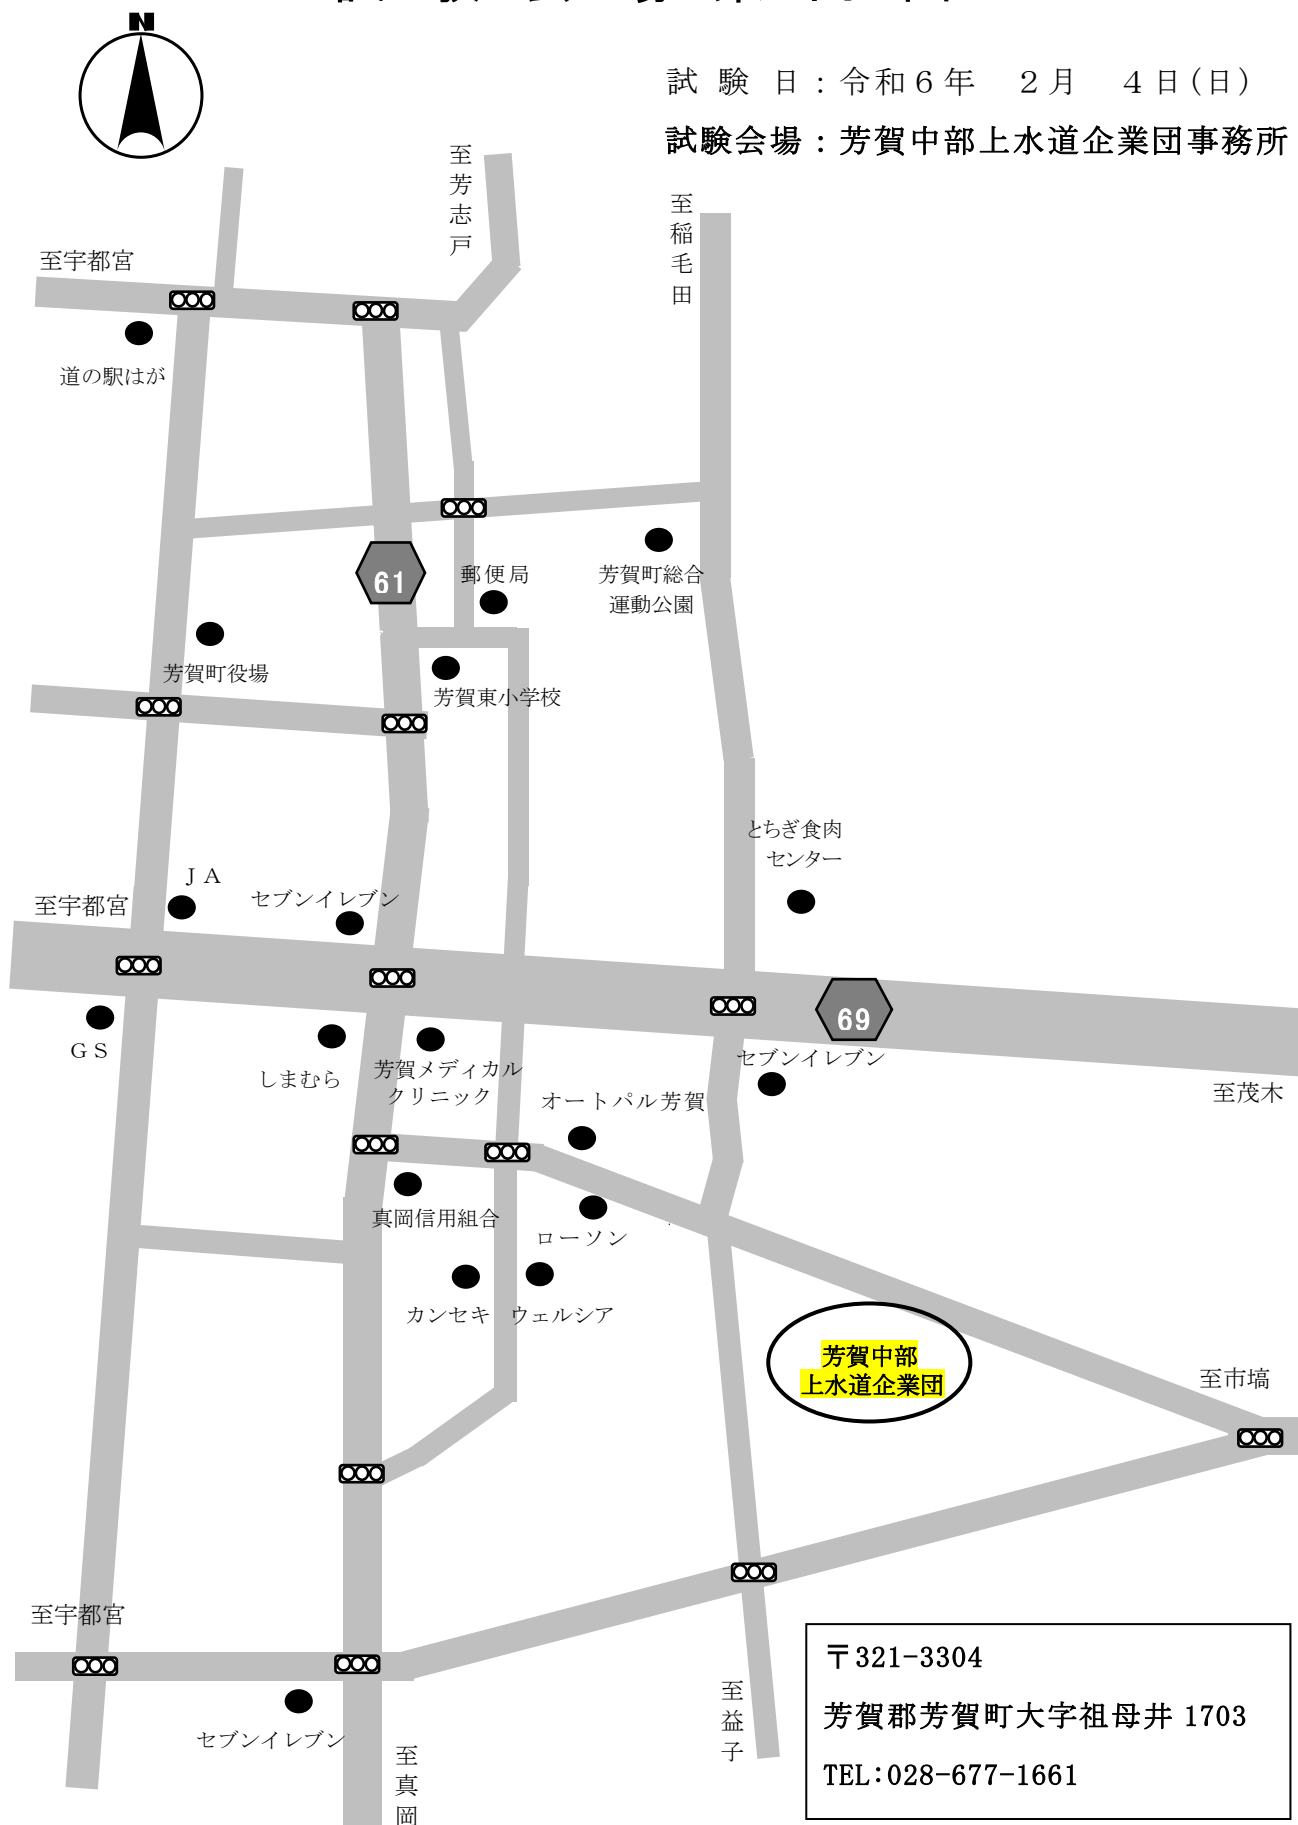 N
試 験 日：令和６年　２月　４日（日）
試験会場：芳賀中部上水道企業団事務所
至芳志戸
至稲毛田
至宇都宮
道の駅はが
61
郵便局
芳賀町総合
運動公園
芳賀町役場
芳賀東小学校
とちぎ食肉
センター
ＪＡ
セブンイレブン
至宇都宮
69
ＧＳ
しまむら
芳賀メディカル
クリニック
セブンイレブン
オートパル芳賀
至茂木
真岡信用組合
ローソン
カンセキ
ウェルシア
芳賀中部
上水道企業団
至市塙
至宇都宮
セブンイレブン
至真岡
至益子
〒321-3304
芳賀郡芳賀町大字祖母井 1703
TEL:028-677-1661